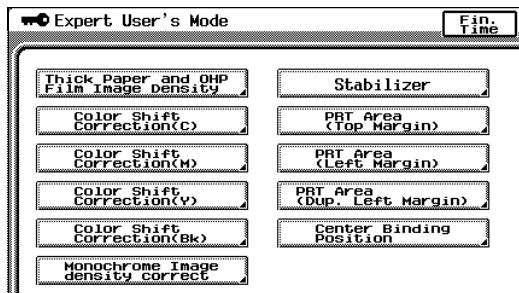 Expert User's Mode
Fin.
Time
Thick Paper and OHP
Film Image Density
Stabilizer
Color Shift
Correction(C)
PRT Area
(Top Margin)
Color Shift
Correction(M)
PRT Area
(Left Margin)
Color Shift
Correction(Y)
PRT Area
(Dup. Left Margin)
Color Shift
Correction(Bk)
Center Binding
Position
Monochrome Image
density correct